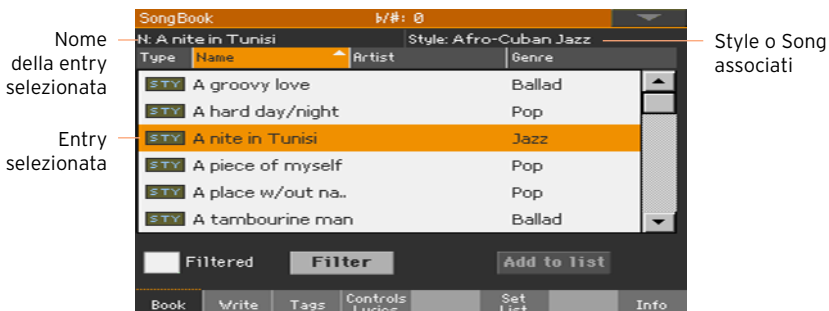 SongBook ♭/#: 0
Nome della entry selezionata
N: A nite in Tunisi Style: Afro-Cuban Jazz
Style o Song associati
Type Name Artist Genre
STY A groovy love Ballad
STY A hard day/night Pop
Entry selezionata
STY A nite in Tunisi Jazz
STY A piece of myself Pop
STY A place w/out na.. Pop
STY A tambourine man Ballad
Filtered Filter Add to list
Book Write Tags Controls Lyrics Set List Info